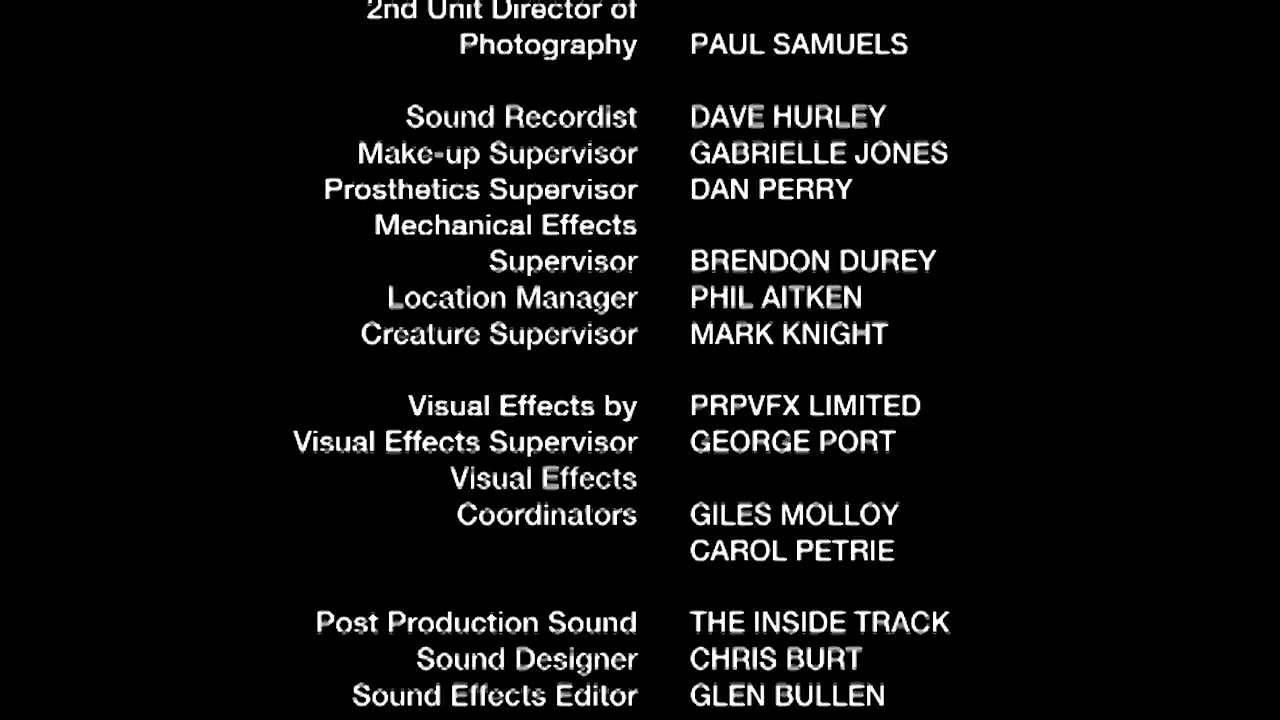 2nd Unit Director of
Photography PAUL SAMUELS
Sound Recordist DAVE HURLEY
Make-up Supervisor GABRIELLE JONES
Prosthetics Supervisor DAN PERRY
Mechanical Effects
Supervisor BRENDON DUREY
Location Manager PHIL AITKEN
Creature Supervisor MARK KNIGHT
Visual Effects by PRPVFX LIMITED
Visual Effects Supervisor GEORGE PORT
Visual Effects
Coordinators GILES MOLLOY
CAROL PETRIE
Post Production Sound THE INSIDE TRACK
Sound Designer CHRIS BURT
Sound Effects Editor GLEN BULLEN